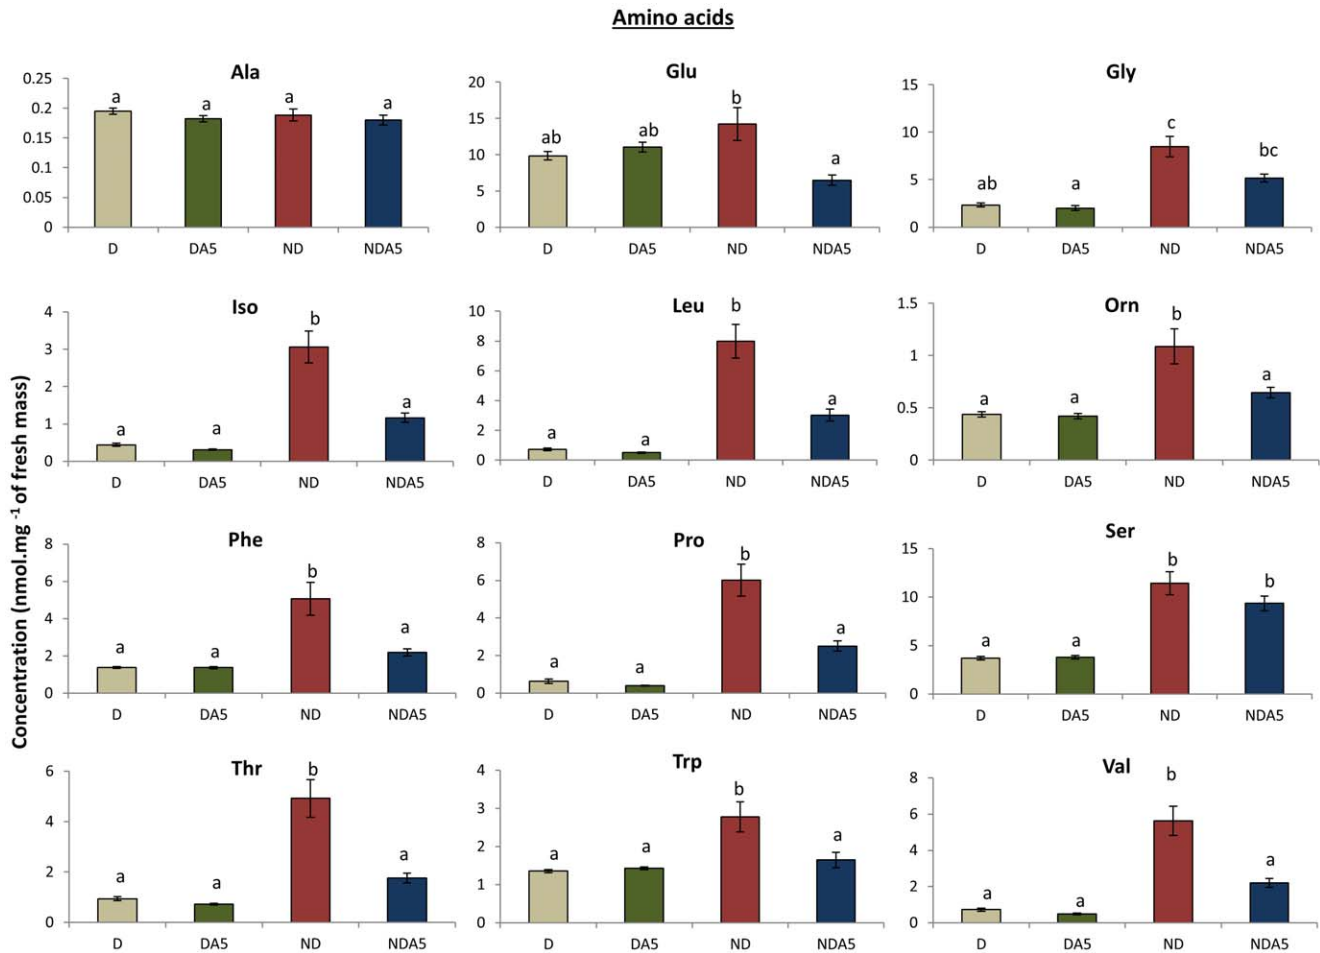 Amino acids
Concentration (nmol.mg -1 of fresh mass)
Ala
0.25
0.2
0.15
0.1
0.05
0
a a a a
D DA5 ND NDA5
Glu
20
15
10
5
0
ab ab b a
D DA5 ND NDA5
Gly
15
10
5
0
ab a c bc
D DA5 ND NDA5
Iso
4
3
2
1
0
a a b a
D DA5 ND NDA5
Leu
10
8
6
4
2
0
a a b a
D DA5 ND NDA5
Orn
1.5
1
0.5
0
a a b a
D DA5 ND NDA5
Phe
8
6
4
2
0
a a b a
D DA5 ND NDA5
Pro
8
6
4
2
0
a a b a
D DA5 ND NDA5
Ser
15
10
5
0
a a b b
D DA5 ND NDA5
Thr
6
4
2
0
a a b a
D DA5 ND NDA5
Trp
4
3
2
1
0
a a b a
D DA5 ND NDA5
Val
8
6
4
2
0
a a b a
D DA5 ND NDA5